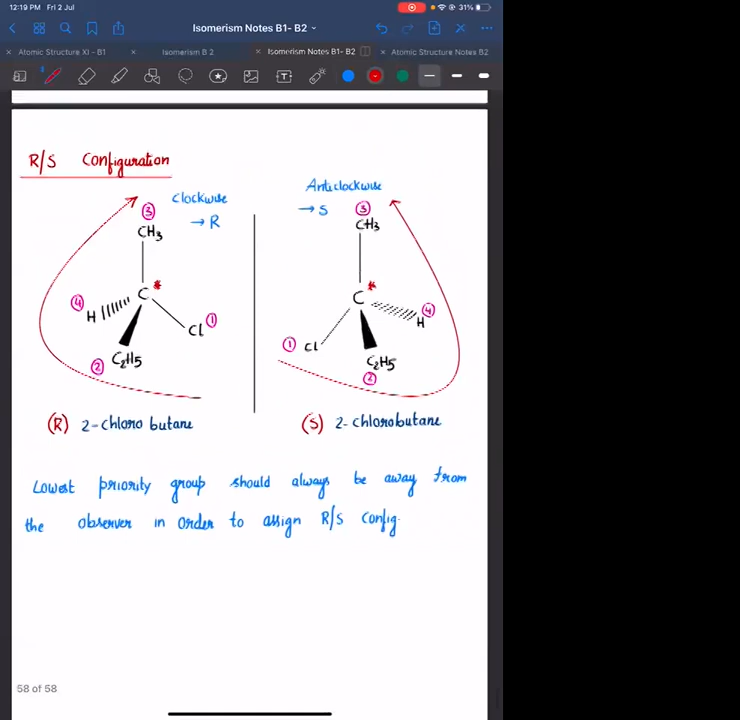 12:19 PM Fri 2 Jul
31%
Isomerism Notes B1- B2
Atomic Structure XI - B1
Isomerism B 2
Isomerism Notes B1- B2
Atomic Structure Notes B2
R/S Configuration
Clockwise
→ R
3
CH3
C *
4
H
Cl 1
2 C2H5
(R) 2-chloro butane
Anticlockwise
→ S
3
CH3
C *
4
H
1 Cl
C2H5
2
(S) 2-chlorobutane
Lowest priority group should always be away from
the observer in order to assign R/S config.
58 of 58